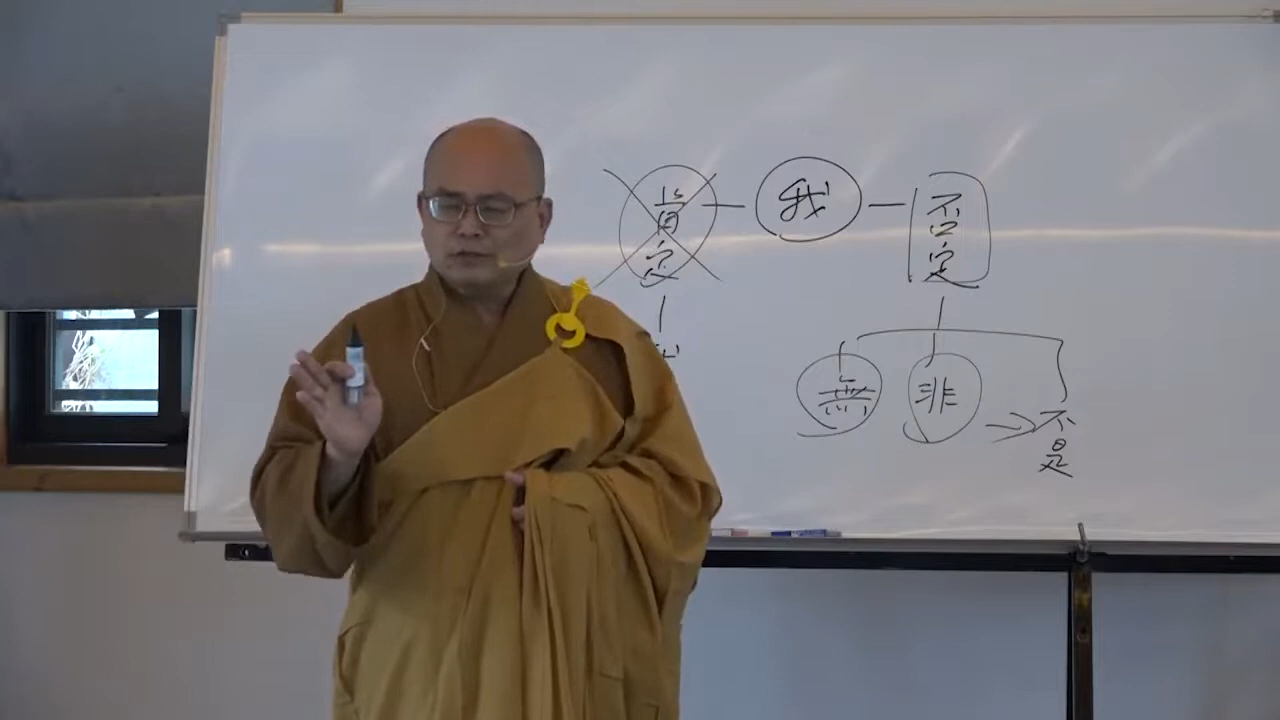 肯定
我
否定
無
非
不是